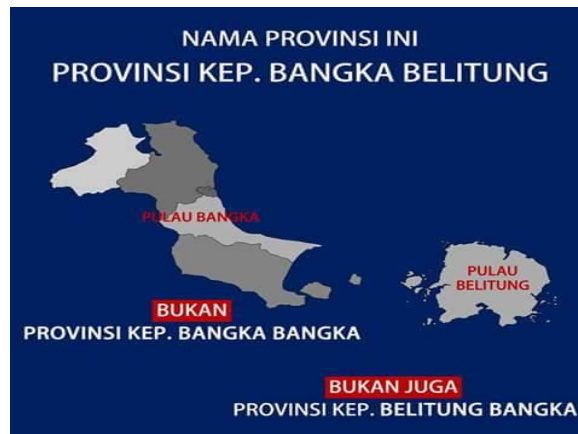 NAMA PROVINSI INI
PROVINSI KEP. BANGKA BELITUNG
PULAU BANGKA
PULAU
BELITUNG
BUKAN
PROVINSI KEP. BANGKA BANGKA
BUKAN JUGA
PROVINSI KEP. BELITUNG BANGKA